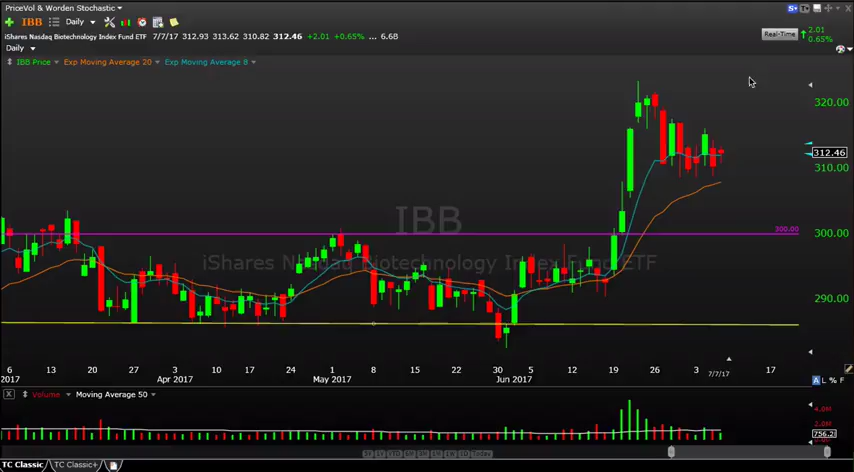 PriceVol & Worden Stochastic
IBB Daily
iShares Nasdaq Biotechnology Index Fund ETF 7/7/17 312.93 313.62 310.82 312.46 +2.01 +0.65% ... 6.6B
Real-Time 2.01 0.65%
Daily
IBB Price Exp Moving Average 20 Exp Moving Average 8
320.00
312.46
310.00
IBB
300.00 300.00
iShares Nasdaq Biotechnology Index Fund ETF
290.00
6 13 20 27 10 17 24 8 15 22 30 5 12 19 26 3 7/7/17 17
2017 Apr 2017 May 2017 Jun 2017
A L % F
X Volume Moving Average 50
4.0M
2.0M
756.2
TC Classic TC Classic+